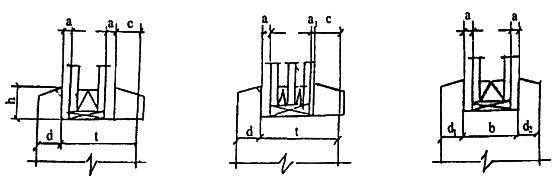 a a c
h
d t
a a c
d t
a a
d₁ b d₂